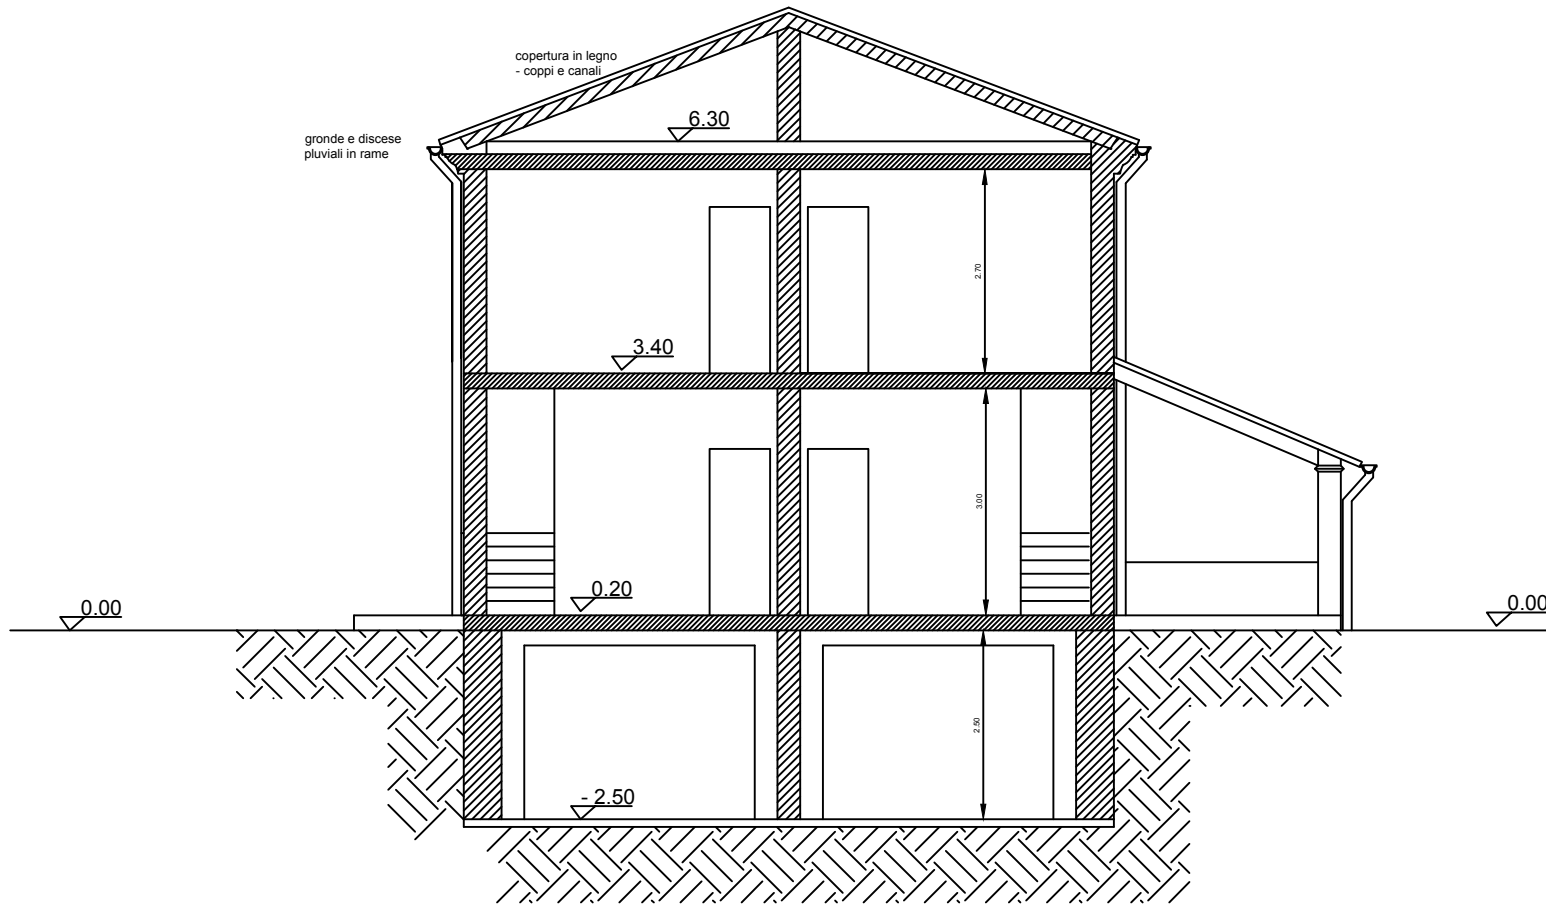 copertura in legno
- coppi e canali
6.30
gronde e discese
pluviali in rame
2.70
3.40
3.00
0.20
0.00
0.00
2.50
- 2.50